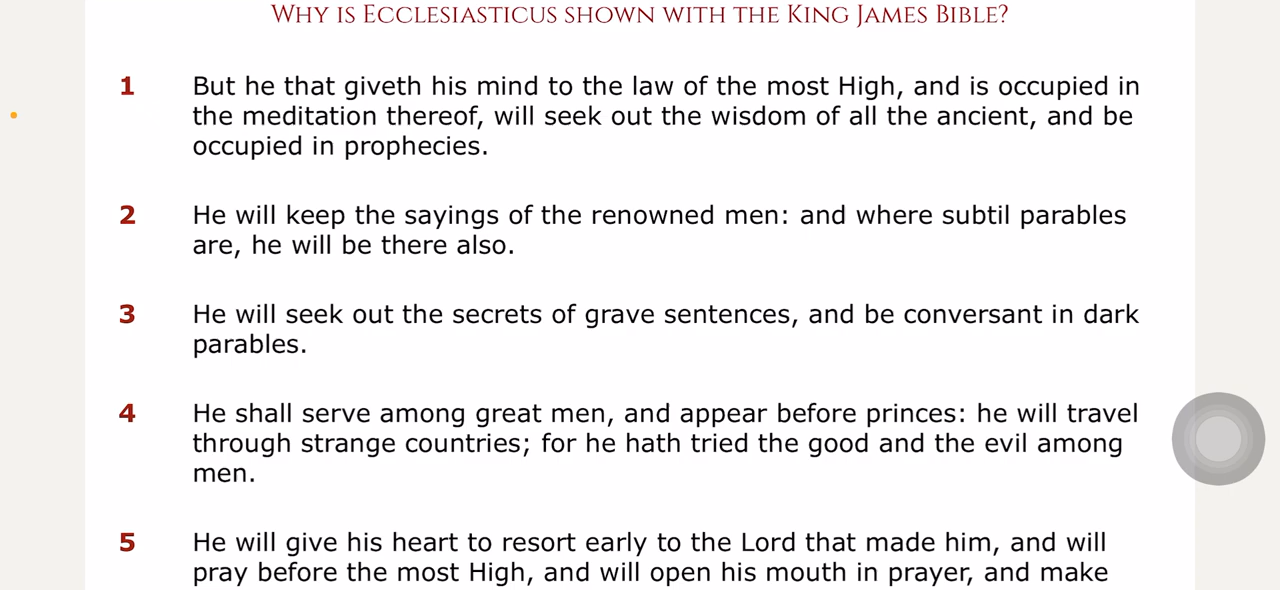 Why is Ecclesiasticus shown with the King James Bible?
1 But he that giveth his mind to the law of the most High, and is occupied in
the meditation thereof, will seek out the wisdom of all the ancient, and be
occupied in prophecies.
2 He will keep the sayings of the renowned men: and where subtil parables
are, he will be there also.
3 He will seek out the secrets of grave sentences, and be conversant in dark
parables.
4 He shall serve among great men, and appear before princes: he will travel
through strange countries; for he hath tried the good and the evil among
men.
5 He will give his heart to resort early to the Lord that made him, and will
pray before the most High, and will open his mouth in prayer, and make